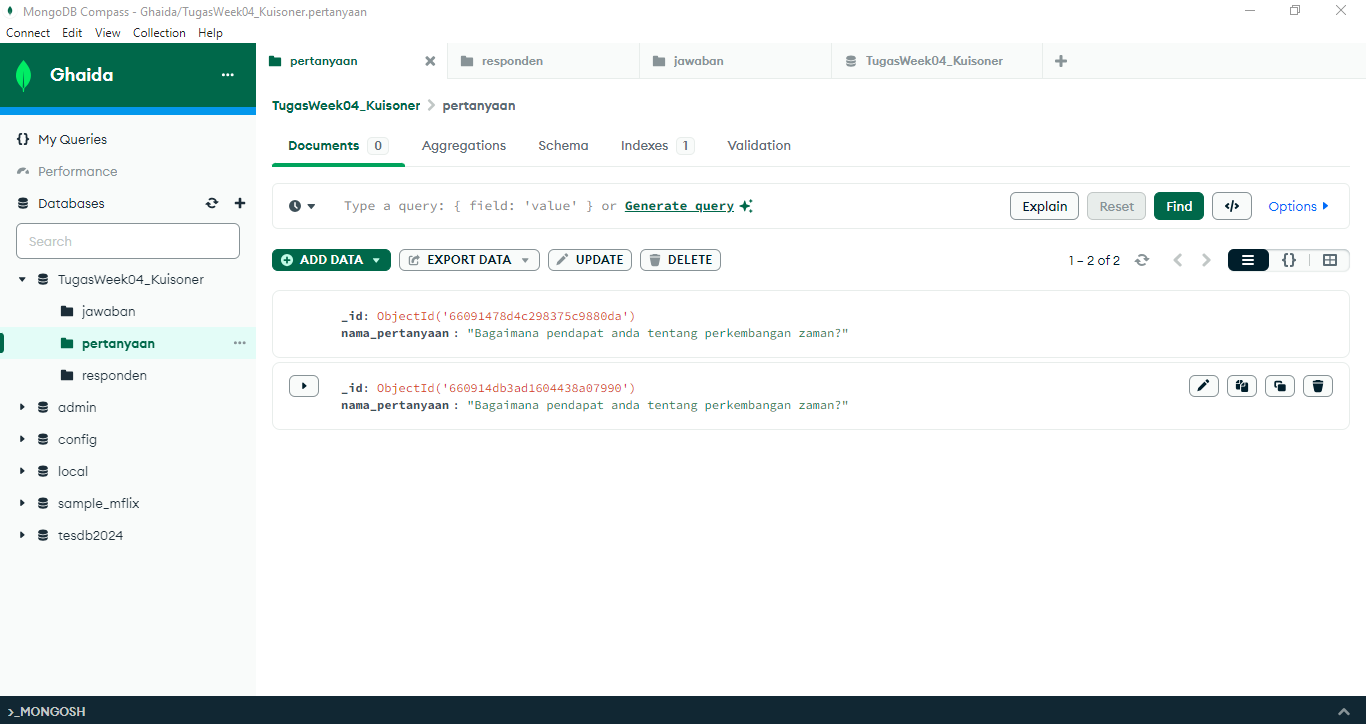 MongoDB Compass - Ghaida/TugasWeek04_Kuisoner.pertanyaan
Connect Edit View Collection Help
Ghaida
My Queries
Performance
Databases
Search
TugasWeek04_Kuisoner
jawaban
pertanyaan
responden
admin
config
local
sample_mflix
tesdb2024
pertanyaan responden jawaban TugasWeek04_Kuisoner
TugasWeek04_Kuisoner > pertanyaan
Documents 0 Aggregations Schema Indexes 1 Validation
Type a query: { field: 'value' } or Generate query Explain Reset Find </> Options
ADD DATA EXPORT DATA UPDATE DELETE 1 – 2 of 2 {}
_id: ObjectId('66091478d4c298375c9880da')
nama_pertanyaan : "Bagaimana pendapat anda tentang perkembangan zaman?"
_id: ObjectId('660914db3ad1604438a07990')
nama_pertanyaan : "Bagaimana pendapat anda tentang perkembangan zaman?"
>_MONGOSH